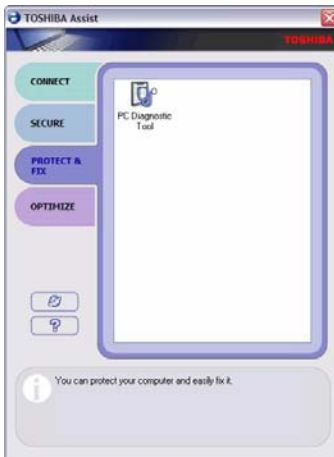 TOSHIBA Assist
TOSHIBA
CONNECT
SECURE
PROTECT &
FIX
OPTIMIZE
PC Diagnostic
Tool
?
i
You can protect your computer and easily fix it.